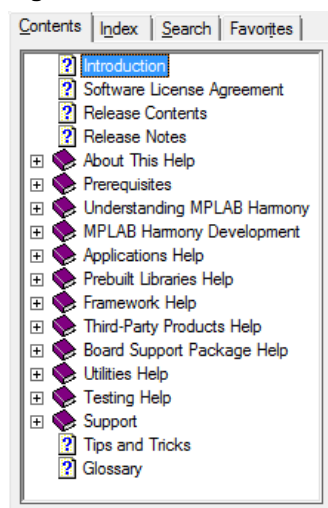 Contents Index Search Favorites
Introduction
Software License Agreement
Release Contents
Release Notes
About This Help
Prerequisites
Understanding MPLAB Harmony
MPLAB Harmony Development
Applications Help
Prebuilt Libraries Help
Framework Help
Third-Party Products Help
Board Support Package Help
Utilities Help
Testing Help
Support
Tips and Tricks
Glossary